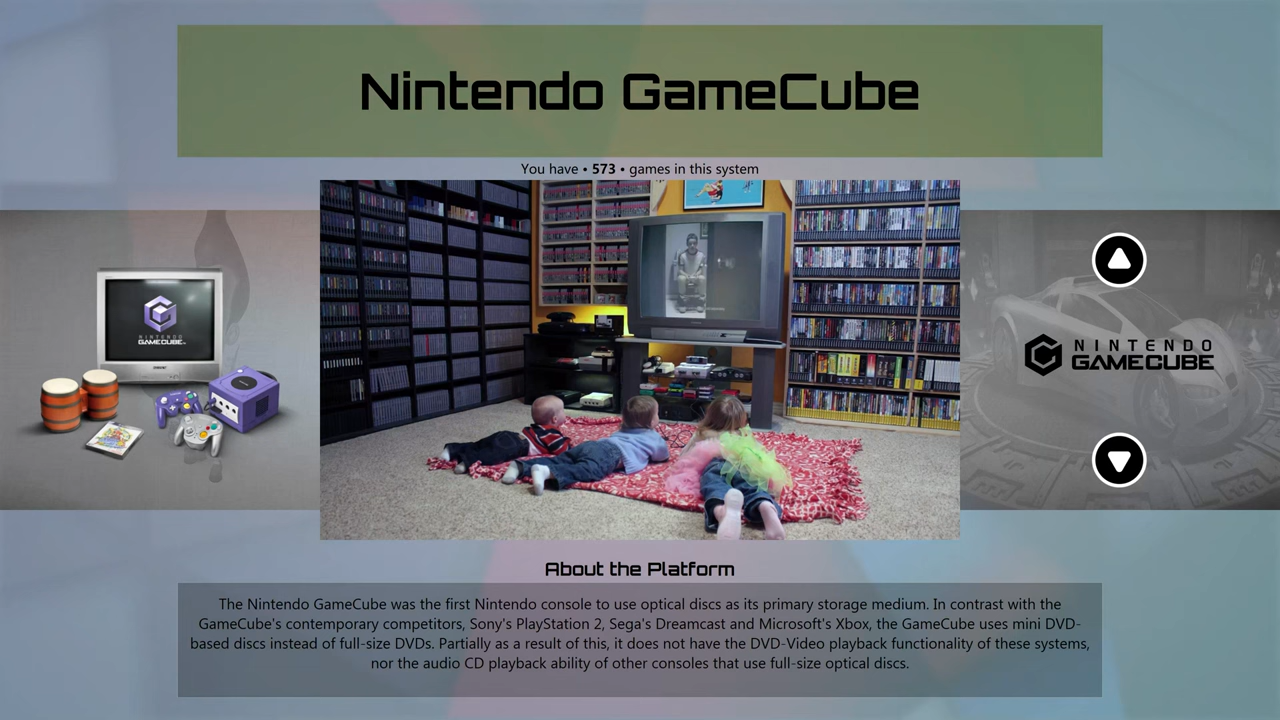 Nintendo GameCube
You have • 573 • games in this system
NINTENDO
GAMECUBE
NINTENDO
GAMECUBE
About the Platform
The Nintendo GameCube was the first Nintendo console to use optical discs as its primary storage medium. In contrast with the
GameCube's contemporary competitors, Sony's PlayStation 2, Sega's Dreamcast and Microsoft's Xbox, the GameCube uses mini DVD-
based discs instead of full-size DVDs. Partially as a result of this, it does not have the DVD-Video playback functionality of these systems,
nor the audio CD playback ability of other consoles that use full-size optical discs.